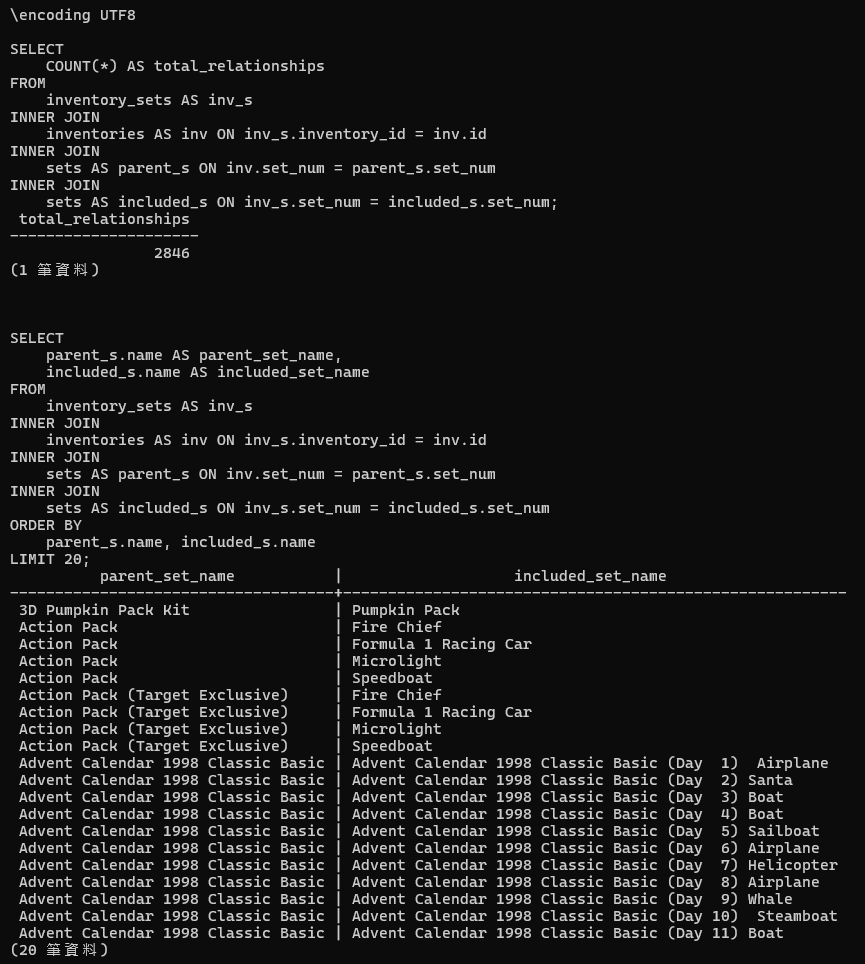 \encoding UTF8

SELECT
    COUNT(*) AS total_relationships
FROM
    inventory_sets AS inv_s
INNER JOIN
    inventories AS inv ON inv_s.inventory_id = inv.id
INNER JOIN
    sets AS parent_s ON inv.set_num = parent_s.set_num
INNER JOIN
    sets AS included_s ON inv_s.set_num = included_s.set_num;
 total_relationships
---------------------
                2846
(1 筆資料)

SELECT
    parent_s.name AS parent_set_name,
    included_s.name AS included_set_name
FROM
    inventory_sets AS inv_s
INNER JOIN
    inventories AS inv ON inv_s.inventory_id = inv.id
INNER JOIN
    sets AS parent_s ON inv.set_num = parent_s.set_num
INNER JOIN
    sets AS included_s ON inv_s.set_num = included_s.set_num
ORDER BY
    parent_s.name, included_s.name
LIMIT 20;
          parent_set_name           |                   included_set_name
------------------------------------+--------------------------------------------------------
 3D Pumpkin Pack Kit                | Pumpkin Pack
 Action Pack                        | Fire Chief
 Action Pack                        | Formula 1 Racing Car
 Action Pack                        | Microlight
 Action Pack                        | Speedboat
 Action Pack (Target Exclusive)     | Fire Chief
 Action Pack (Target Exclusive)     | Formula 1 Racing Car
 Action Pack (Target Exclusive)     | Microlight
 Action Pack (Target Exclusive)     | Speedboat
 Advent Calendar 1998 Classic Basic | Advent Calendar 1998 Classic Basic (Day  1)  Airplane
 Advent Calendar 1998 Classic Basic | Advent Calendar 1998 Classic Basic (Day  2) Santa
 Advent Calendar 1998 Classic Basic | Advent Calendar 1998 Classic Basic (Day  3) Boat
 Advent Calendar 1998 Classic Basic | Advent Calendar 1998 Classic Basic (Day  4) Boat
 Advent Calendar 1998 Classic Basic | Advent Calendar 1998 Classic Basic (Day  5) Sailboat
 Advent Calendar 1998 Classic Basic | Advent Calendar 1998 Classic Basic (Day  6) Airplane
 Advent Calendar 1998 Classic Basic | Advent Calendar 1998 Classic Basic (Day  7) Helicopter
 Advent Calendar 1998 Classic Basic | Advent Calendar 1998 Classic Basic (Day  8) Airplane
 Advent Calendar 1998 Classic Basic | Advent Calendar 1998 Classic Basic (Day  9) Whale
 Advent Calendar 1998 Classic Basic | Advent Calendar 1998 Classic Basic (Day 10)  Steamboat
 Advent Calendar 1998 Classic Basic | Advent Calendar 1998 Classic Basic (Day 11) Boat
(20 筆資料)